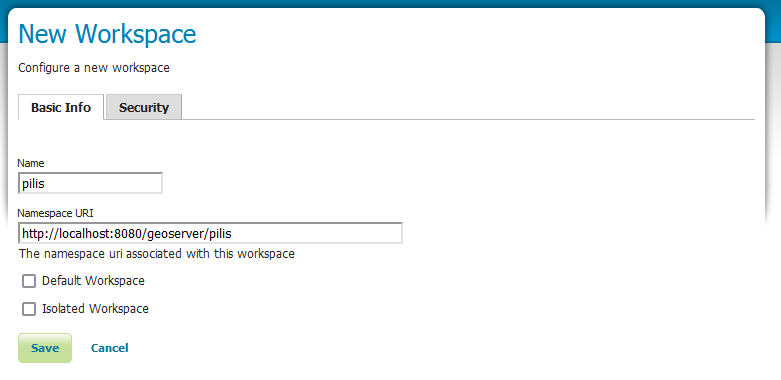 New Workspace
Configure a new workspace
Basic Info Security
Name
pilis
Namespace URI
http://localhost:8080/geoserver/pilis
The namespace uri associated with this workspace
Default Workspace
Isolated Workspace
Save Cancel